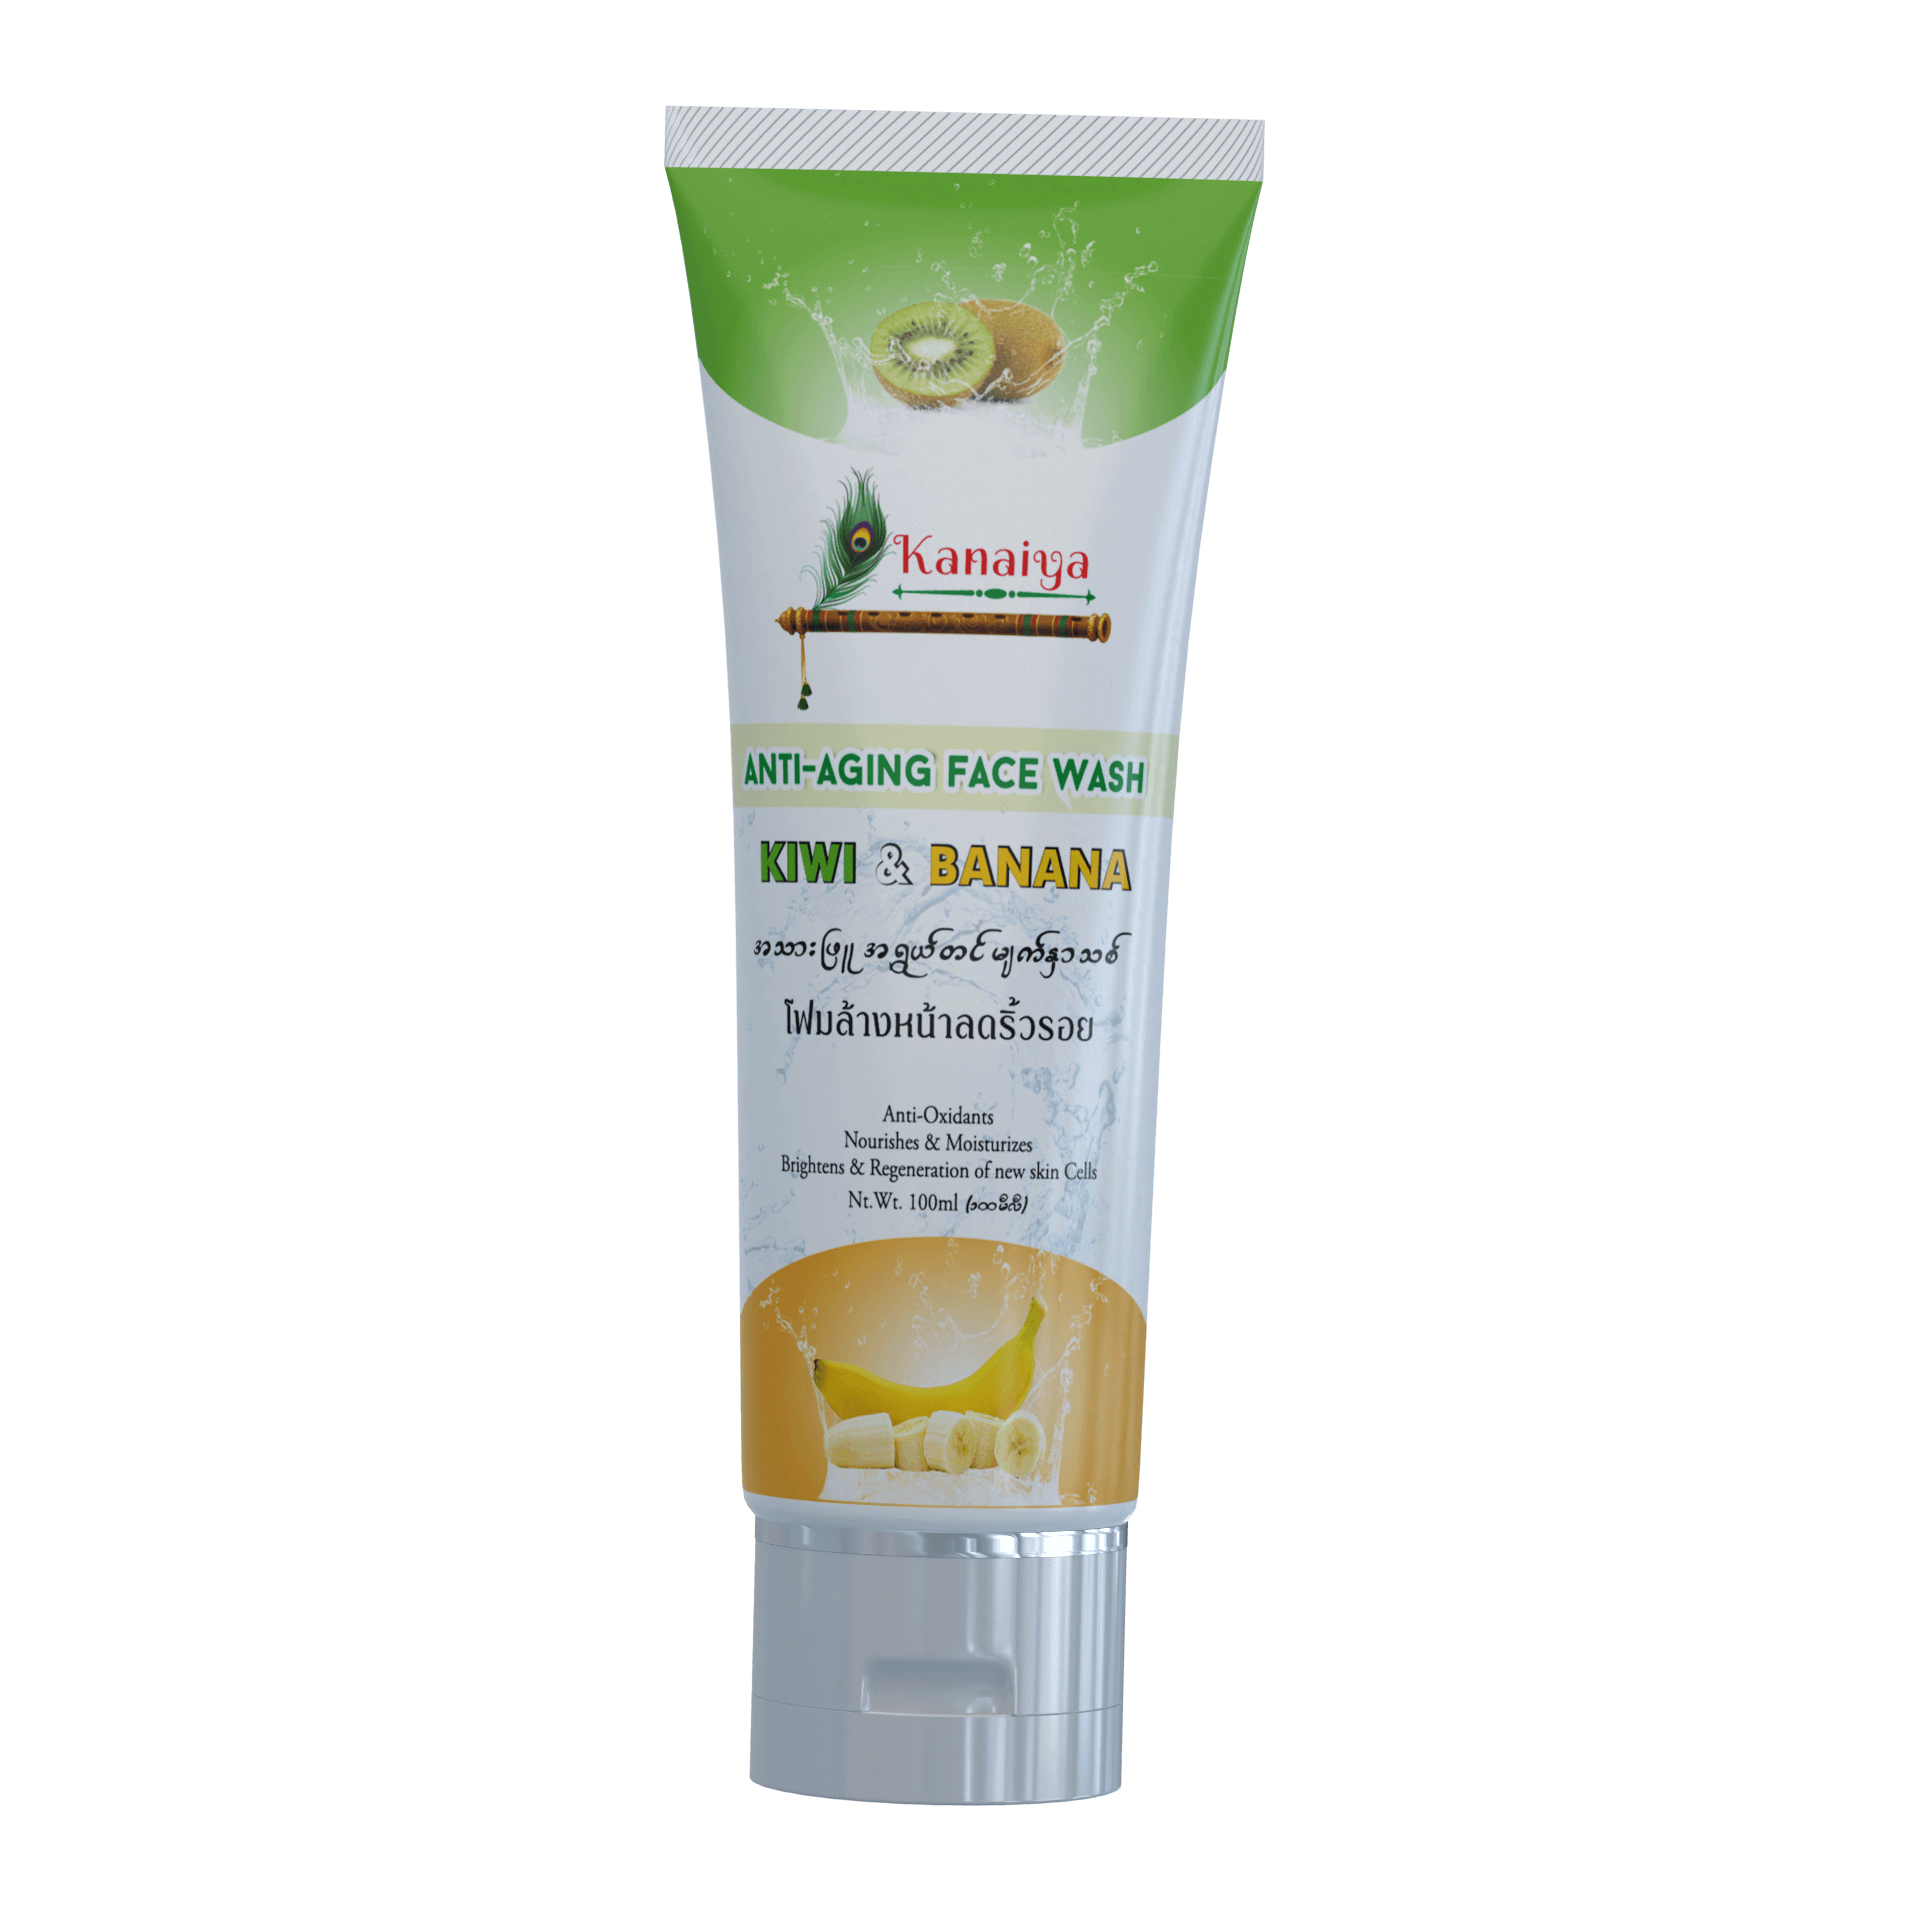 Kanaiya
ANTI-AGING FACE WASH
KIWI & BANANA
အသားဖြူ အရွယ်တင် မျက်နှာသစ်
โฟมล้างหน้าลดริ้วรอย
Anti-Oxidants
Nourishes & Moisturizes
Brightens & Regeneration of new skin Cells
Nt.Wt. 100ml (၁၀၀မီလီ)